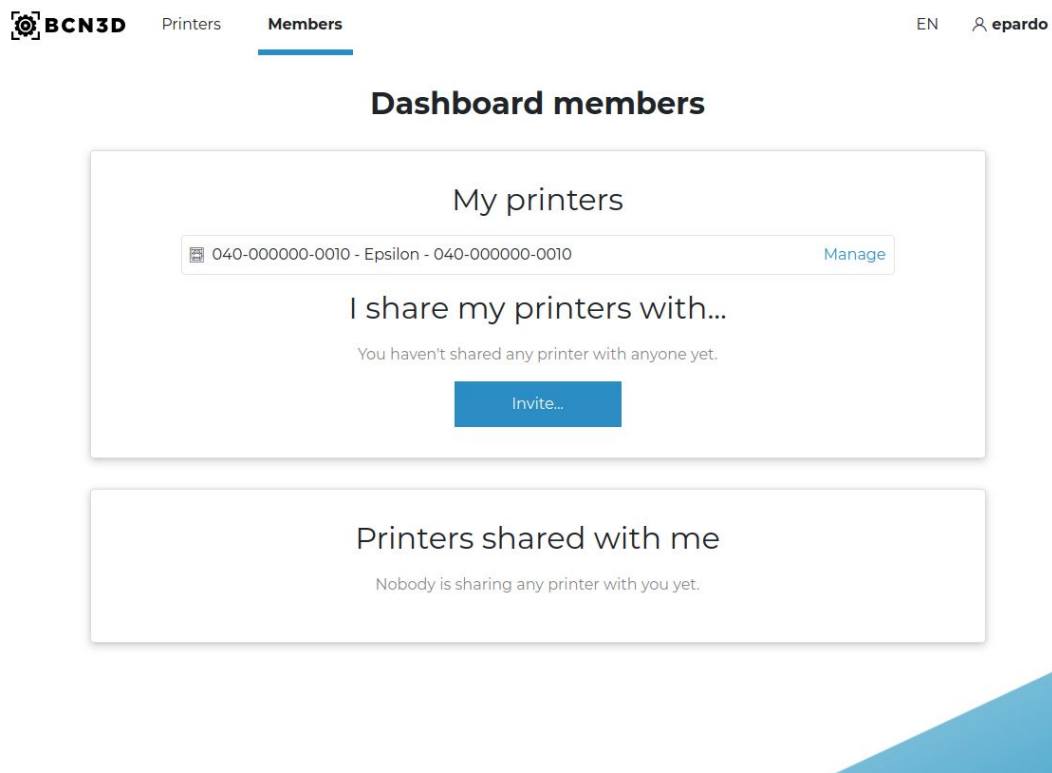 BCN3D Printers Members EN epardo
Dashboard members
My printers
040-000000-0010 - Epsilon - 040-000000-0010 Manage
I share my printers with...
You haven't shared any printer with anyone yet.
Invite...
Printers shared with me
Nobody is sharing any printer with you yet.